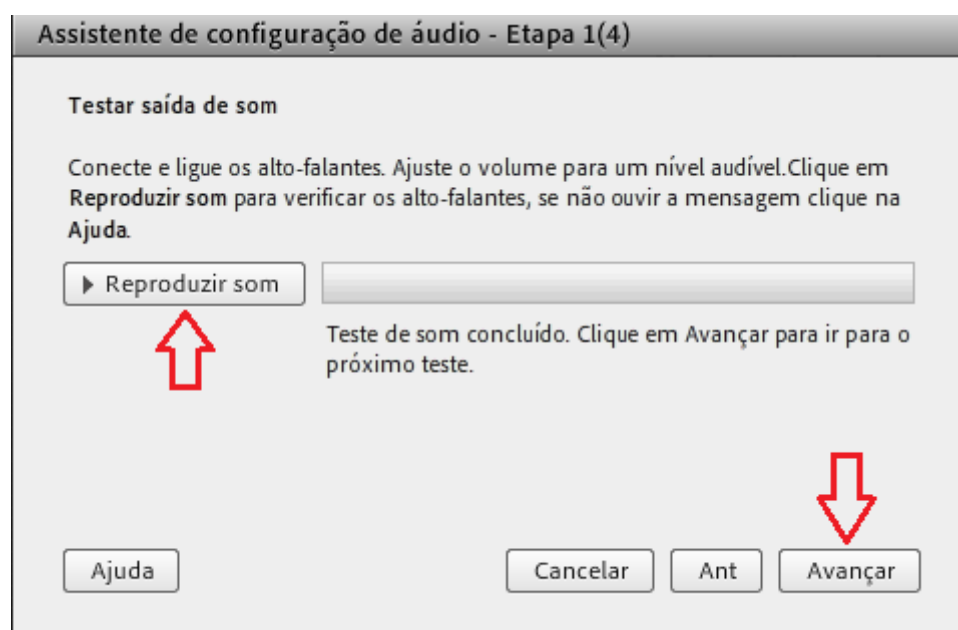 Assistente de configuração de áudio - Etapa 1(4)
Testar saída de som
Conecte e ligue os alto-falantes. Ajuste o volume para um nível audível.Clique em
Reproduzir som para verificar os alto-falantes, se não ouvir a mensagem clique na
Ajuda.
Reproduzir som
Teste de som concluído. Clique em Avançar para ir para o
próximo teste.
Ajuda Cancelar Ant Avançar